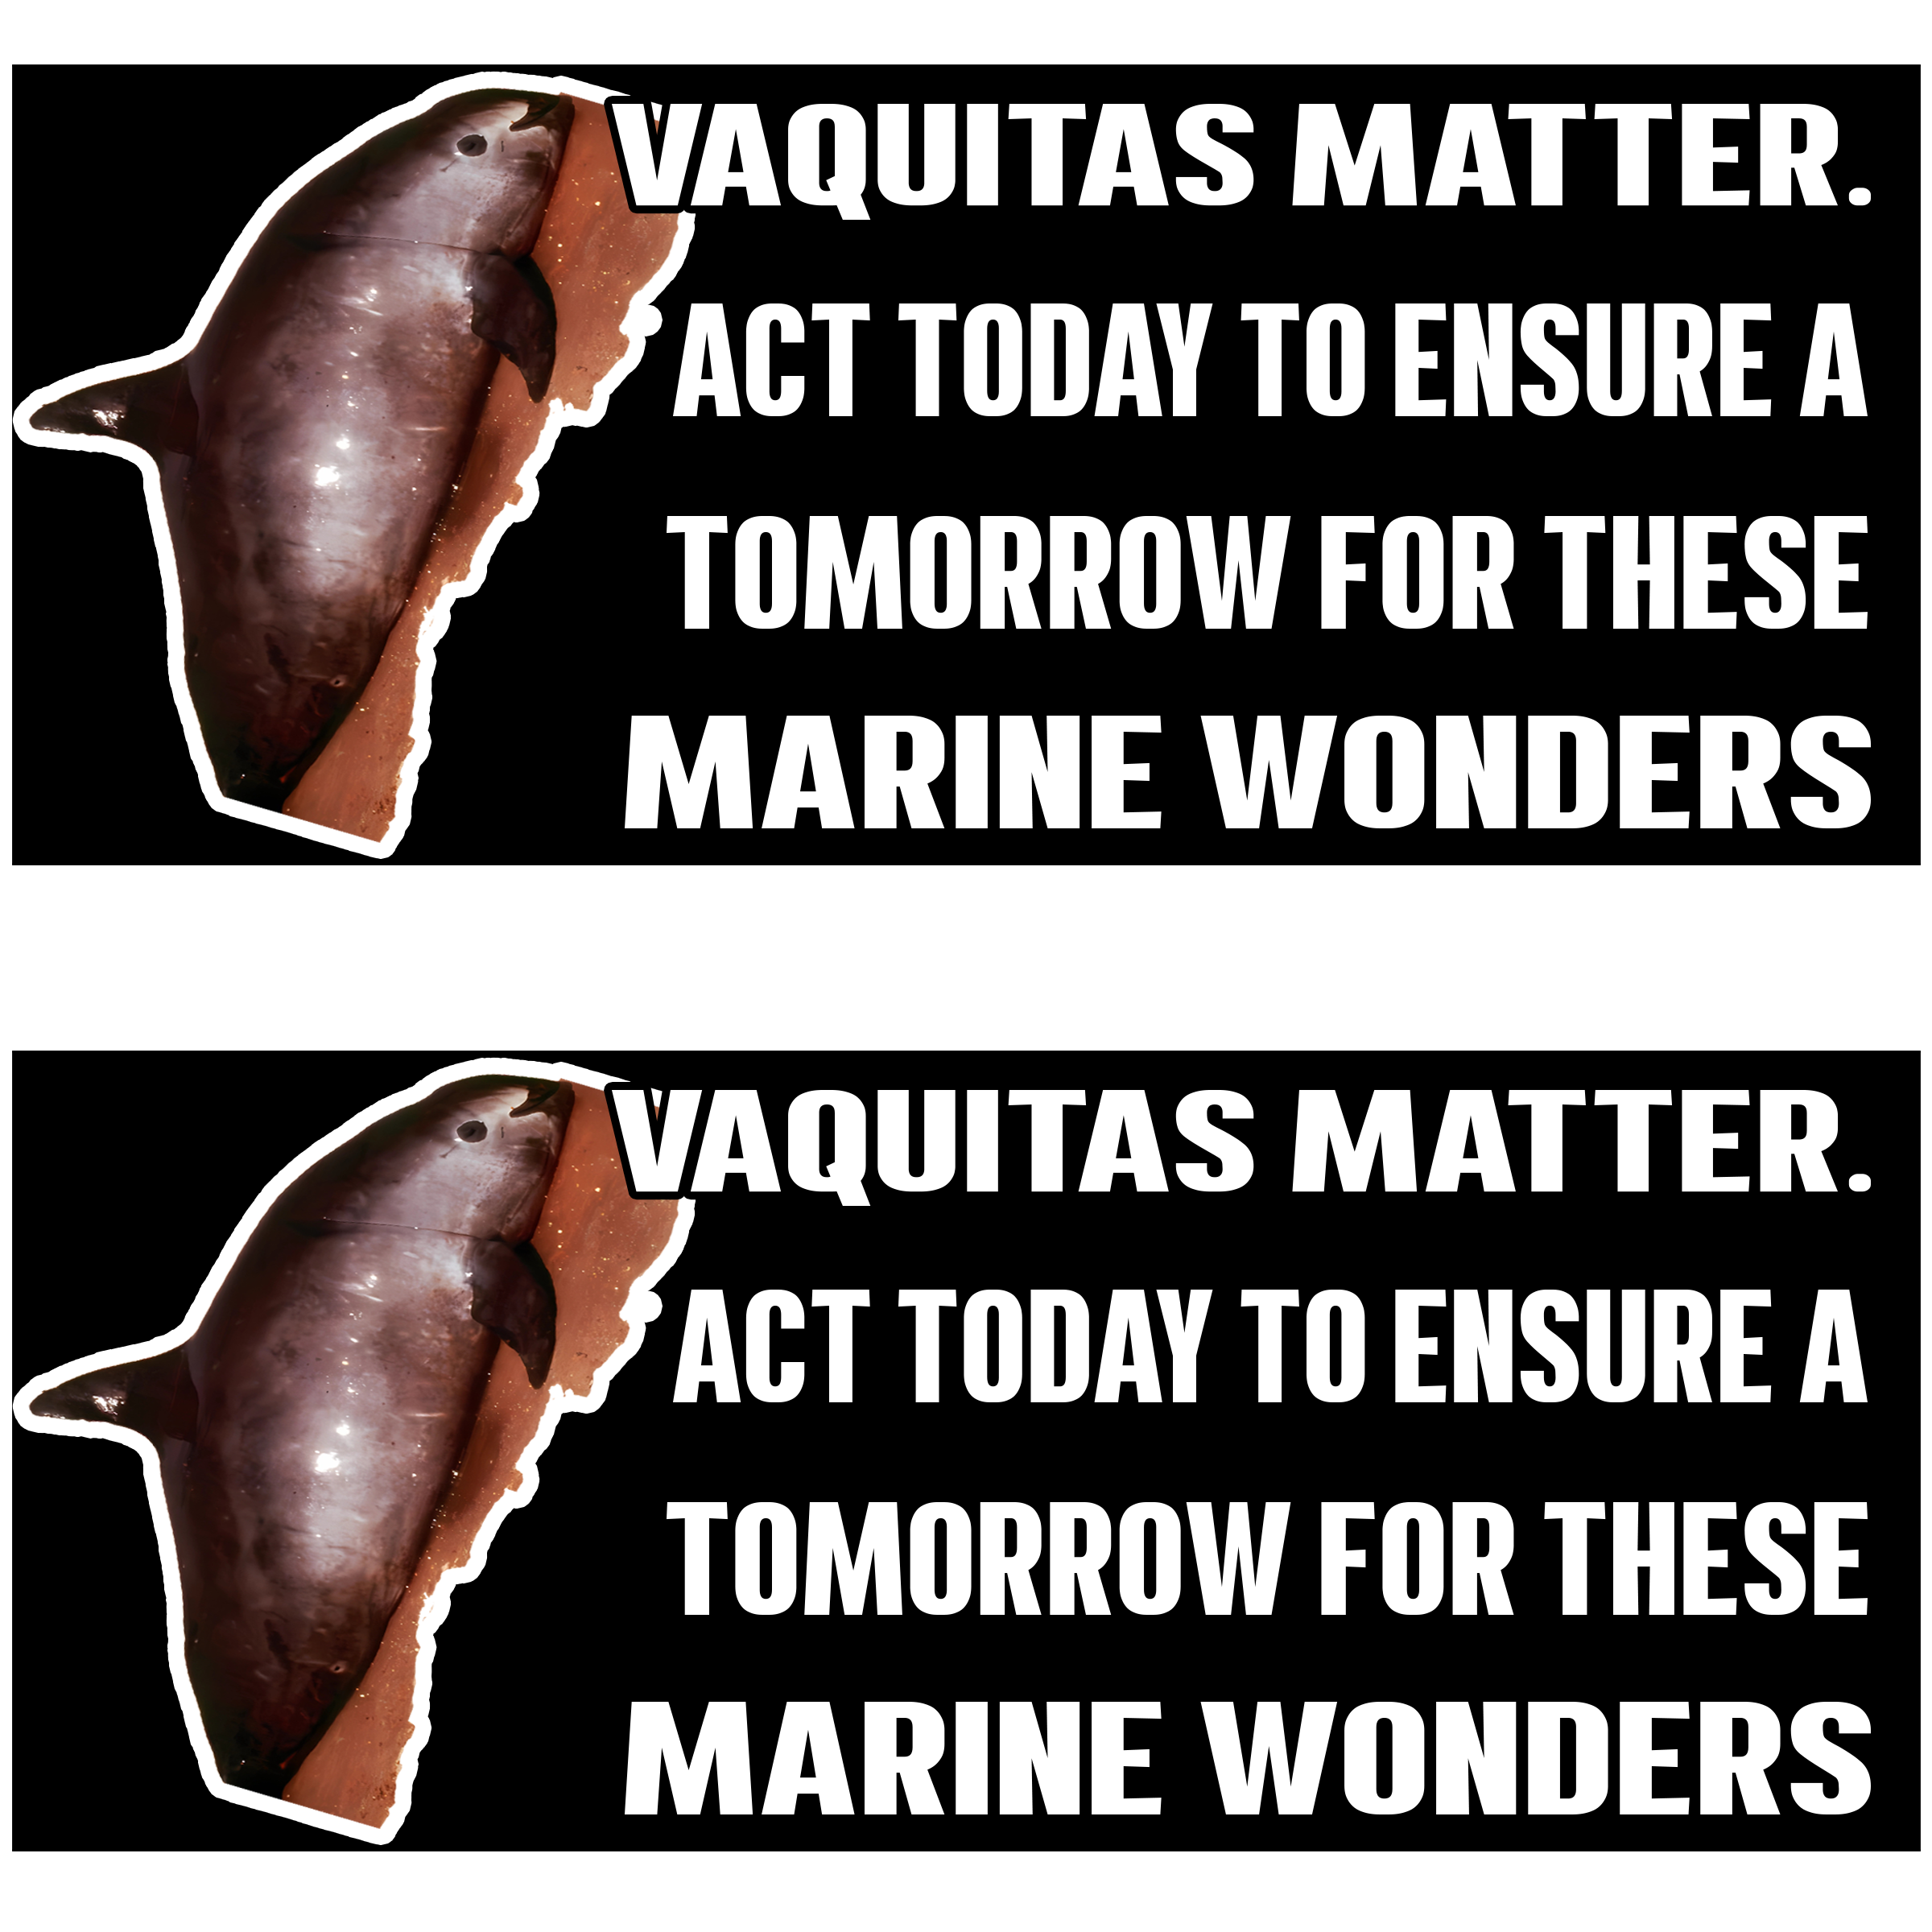 VAQUITAS MATTER.
ACT TODAY TO ENSURE A
TOMORROW FOR THESE
MARINE WONDERS
VAQUITAS MATTER.
ACT TODAY TO ENSURE A
TOMORROW FOR THESE
MARINE WONDERS